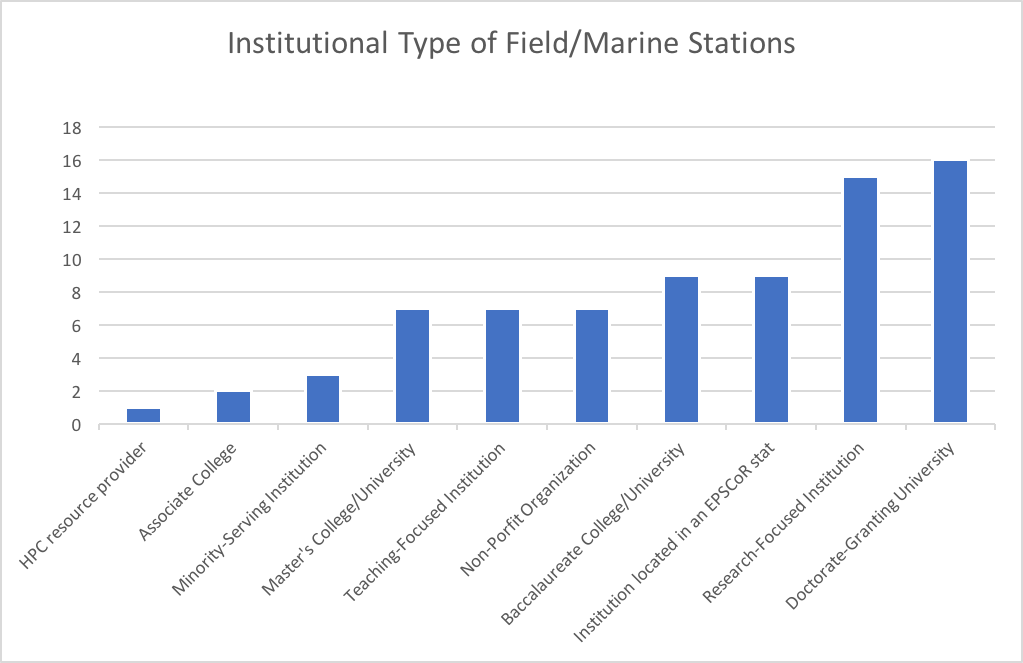 Institutional Type of Field/Marine Stations
18
16
14
12
10
8
6
4
2
0
HPC resource provider
Associate College
Minority-Serving Institution
Master's College/University
Teaching-Focused Institution
Non-Porfit Organization
Baccalaureate College/University
Institution located in an EPSCoR stat
Research-Focused Institution
Doctorate-Granting University